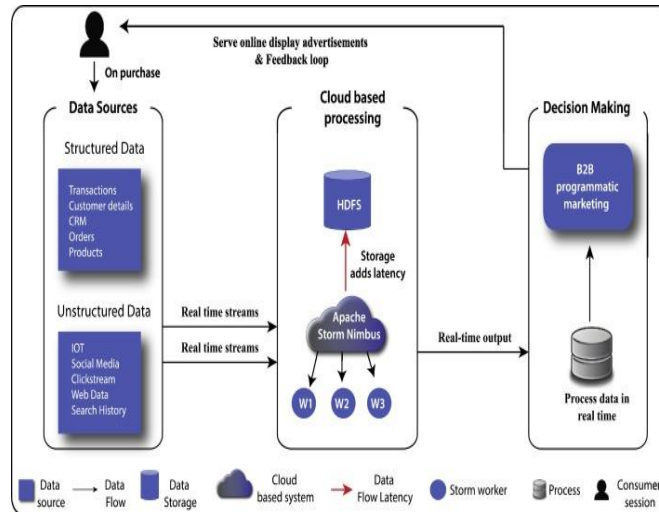 Serve online display advertisements
& Feedback loop
On purchase
Data Sources
Structured Data
Transactions
Customer details
CRM
Orders
Products
Unstructured Data
IOT
Social Media
Clickstream
Web Data
Search History
Real time streams
Real time streams
Cloud based
processing
HDFS
Storage
adds latency
Apache
Storm Nimbus
W1
W2
W3
Real-time output
Decision Making
B2B
programmatic
marketing
Process data in
real time
Data
source
Data
Flow
Data
Storage
Cloud
based system
Data
Flow Latency
Storm worker
Process
Consumer
session